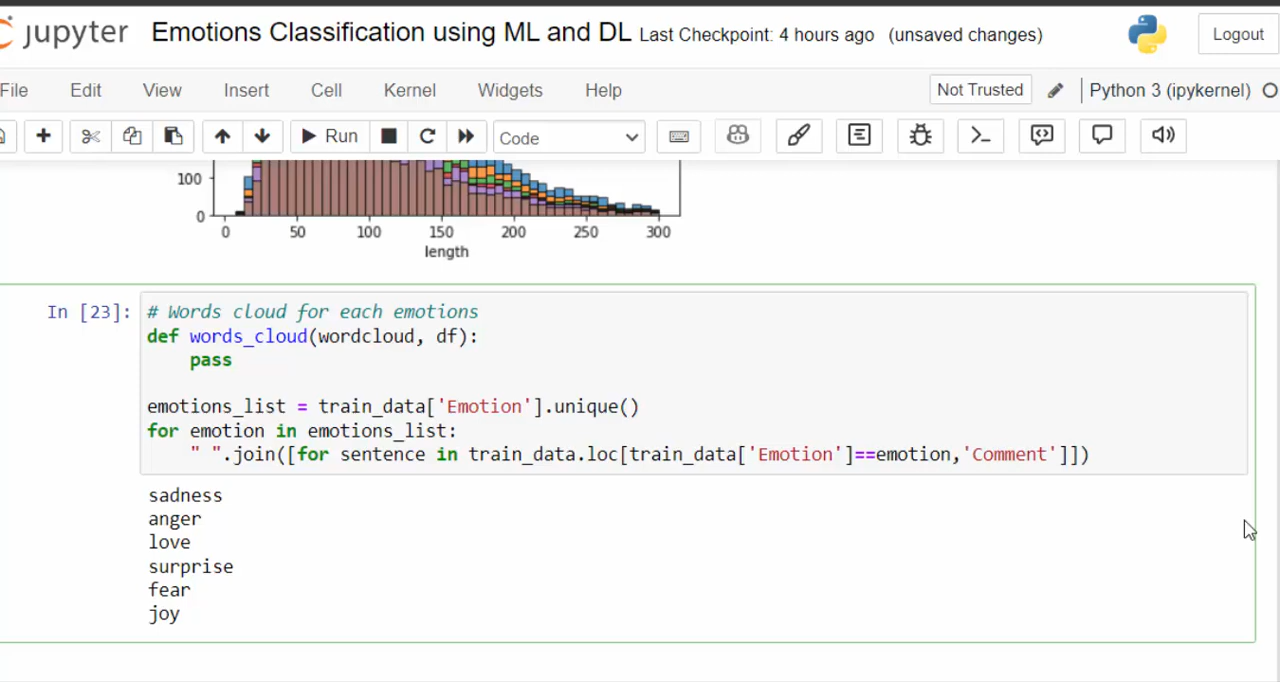 jupyter Emotions Classification using ML and DL Last Checkpoint: 4 hours ago (unsaved changes) Logout
File Edit View Insert Cell Kernel Widgets Help Not Trusted Python 3 (ipykernel)
Run Code
100
0
0 50 100 150 200 250 300
length
In [23]: # Words cloud for each emotions
def words_cloud(wordcloud, df):
    pass
emotions_list = train_data['Emotion'].unique()
for emotion in emotions_list:
    " ".join([for sentence in train_data.loc[train_data['Emotion']==emotion,'Comment']])
sadness
anger
love
surprise
fear
joy